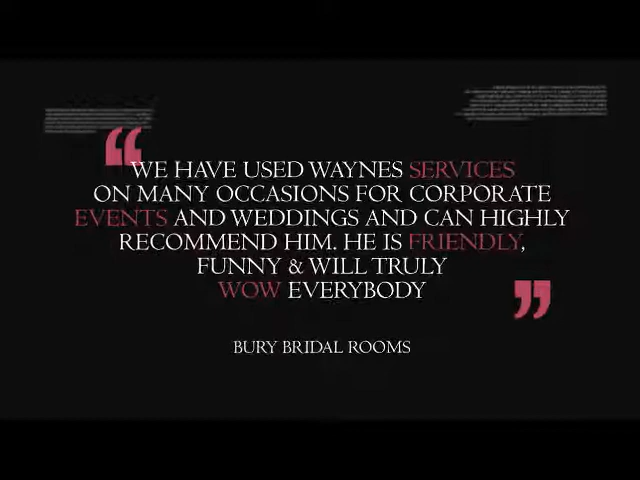 WE HAVE USED WAYNES SERVICES
ON MANY OCCASIONS FOR CORPORATE
EVENTS AND WEDDINGS AND CAN HIGHLY
RECOMMEND HIM. HE IS FRIENDLY,
FUNNY & WILL TRULY
WOW EVERYBODY
BURY BRIDAL ROOMS